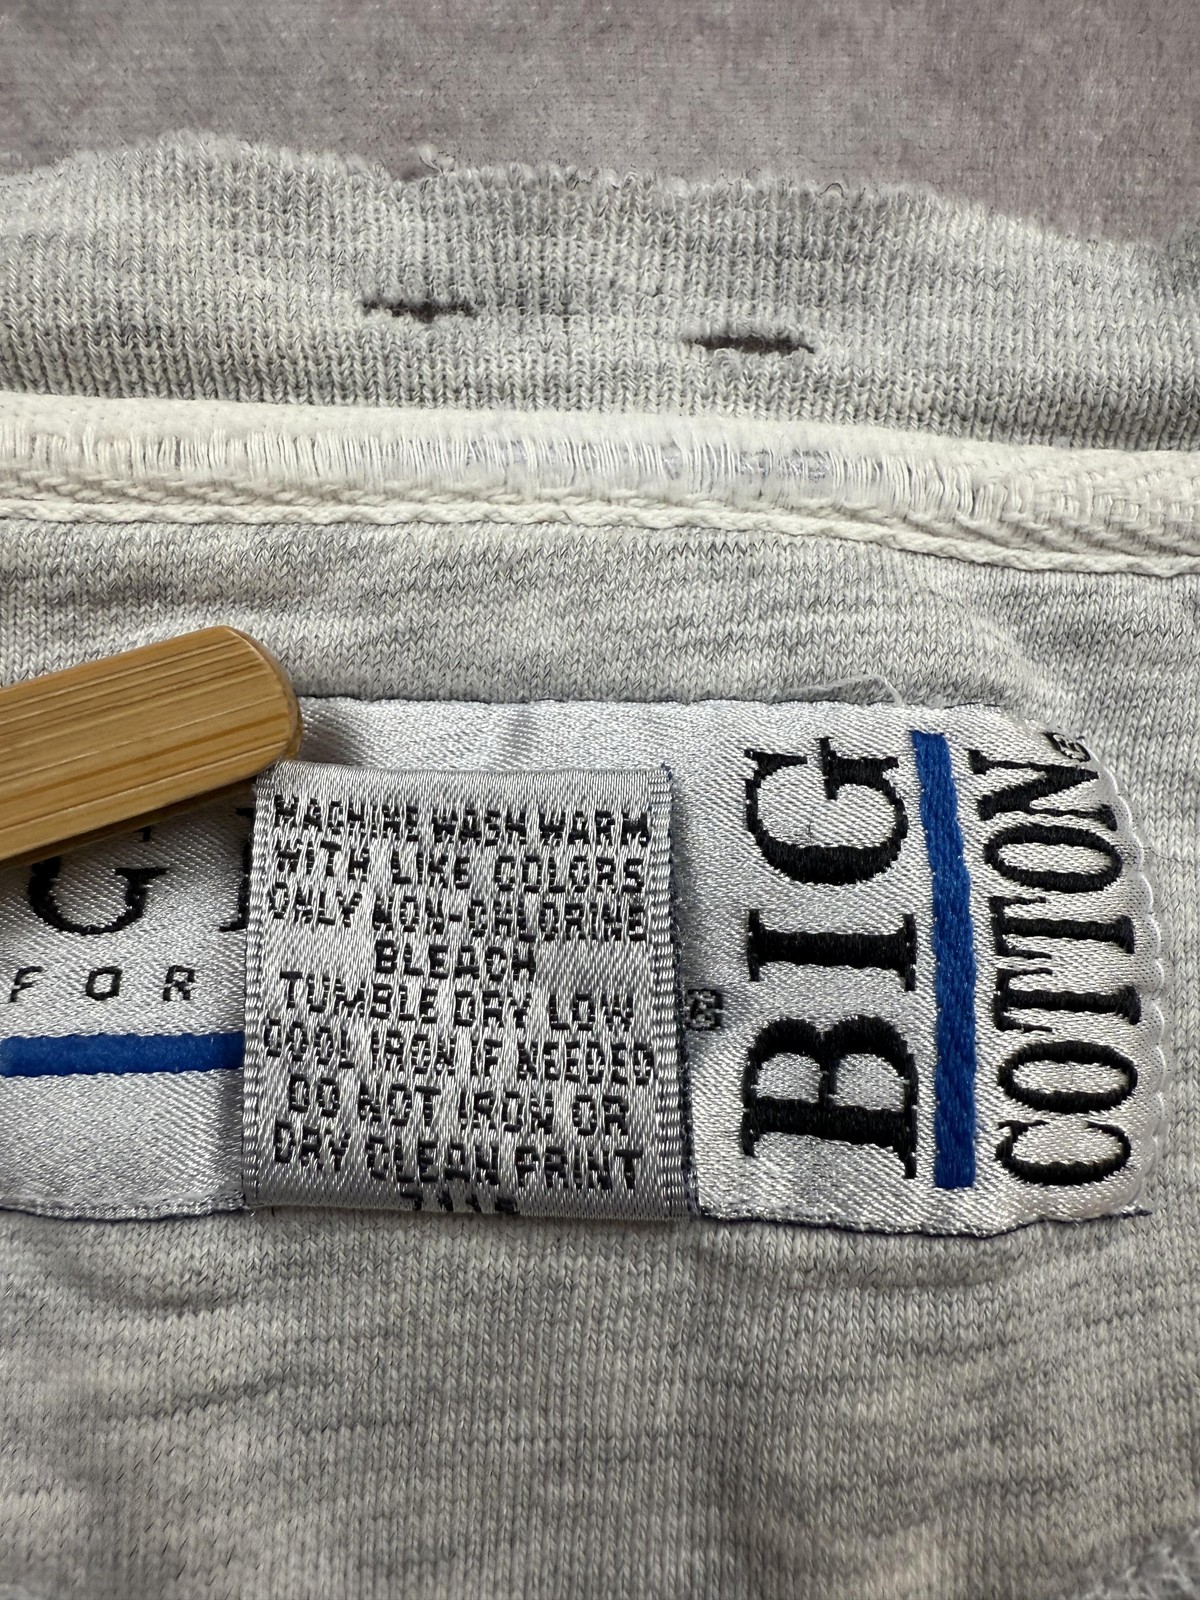 G
FOR
MACHINE WASH WARM
WITH LIKE COLORS
ONLY NON-CHLORINE
BLEACH
TUMBLE DRY LOW
COOL IRON IF NEEDED
DO NOT IRON OR
DRY CLEAN PRINT
®
BIG
COTTON®